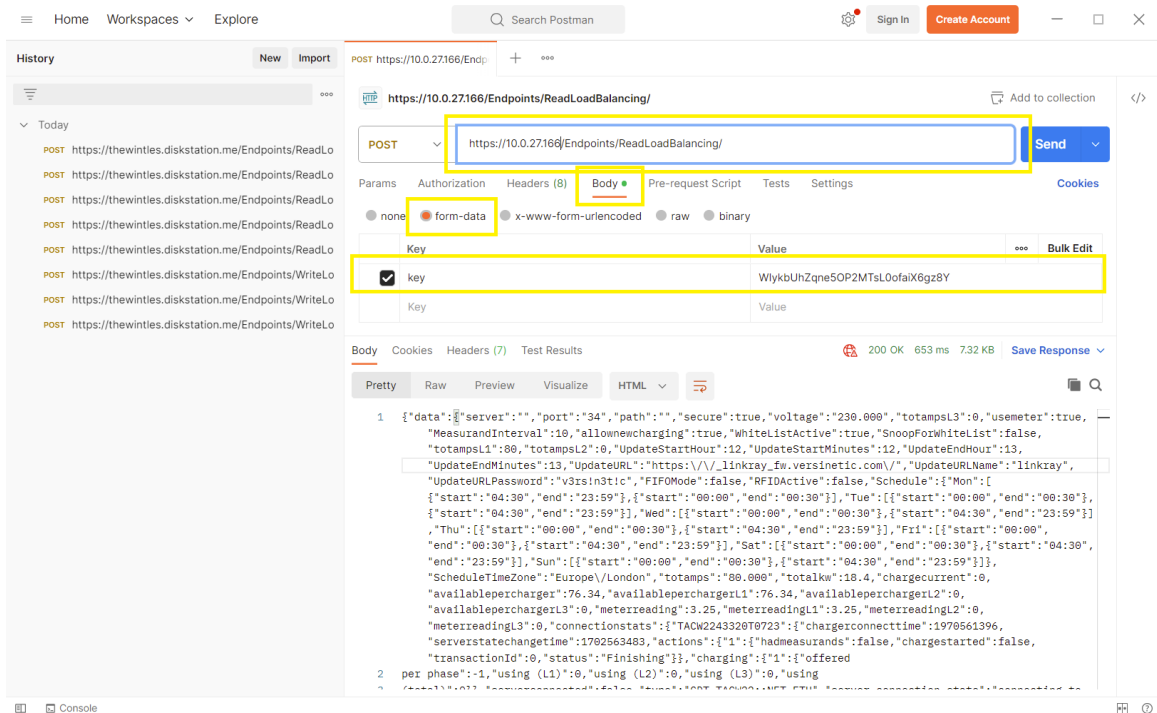 Home Workspaces Explore Search Postman Sign In Create Account
History New Import
POST https://10.0.27.166/Endp
Today
POST https://thewintles.diskstation.me/Endpoints/ReadLo
POST https://thewintles.diskstation.me/Endpoints/ReadLo
POST https://thewintles.diskstation.me/Endpoints/ReadLo
POST https://thewintles.diskstation.me/Endpoints/ReadLo
POST https://thewintles.diskstation.me/Endpoints/ReadLo
POST https://thewintles.diskstation.me/Endpoints/WriteLo
POST https://thewintles.diskstation.me/Endpoints/WriteLo
POST https://thewintles.diskstation.me/Endpoints/WriteLo
HTTP https://10.0.27.166/Endpoints/ReadLoadBalancing/ Add to collection
POST https://10.0.27.166/Endpoints/ReadLoadBalancing/ Send
Params Authorization Headers (8) Body Pre-request Script Tests Settings Cookies
none form-data x-www-form-urlencoded raw binary
Key Value Bulk Edit
key WlykbUhZqne5OP2MTsL0ofaiX6gz8Y
Key Value
Body Cookies Headers (7) Test Results 200 OK 653 ms 7.32 KB Save Response
Pretty Raw Preview Visualize HTML
1 {"data":{"server":"","port":"34","path":"","secure":true,"voltage":"230.000","totampsL3":0,"usemeter":true,
"MeasurandInterval":10,"allownewcharging":true,"WhiteListActive":true,"SnoopForWhiteList":false,
"totampsL1":80,"totampsL2":0,"UpdateStartHour":12,"UpdateStartMinutes":12,"UpdateEndHour":13,
"UpdateEndMinutes":13,"UpdateURL":"https:\/\/_linkray_fw.versinetic.com\/","UpdateURLName":"linkray",
"UpdateURLPassword":"v3rs!n3t!c","FIFOMode":false,"RFIDActive":false,"Schedule":{"Mon":[
{"start":"04:30","end":"23:59"},{"start":"00:00","end":"00:30"}],"Tue":[{"start":"00:00","end":"00:30"},
{"start":"04:30","end":"23:59"}],"Wed":[{"start":"00:00","end":"00:30"},{"start":"04:30","end":"23:59"}]
,"Thu":[{"start":"00:00","end":"00:30"},{"start":"04:30","end":"23:59"}],"Fri":[{"start":"00:00",
"end":"00:30"},{"start":"04:30","end":"23:59"}],"Sat":[{"start":"00:00","end":"00:30"},{"start":"04:30",
"end":"23:59"}],"Sun":[{"start":"00:00","end":"00:30"},{"start":"04:30","end":"23:59"}]},
"ScheduleTimeZone":"Europe\/London","totamps":"80.000","totalkw":18.4,"chargecurrent":0,
"availablepercharger":76.34,"availableperchargerL1":76.34,"availableperchargerL2":0,
"availableperchargerL3":0,"meterreading":3.25,"meterreadingL1":3.25,"meterreadingL2":0,
"meterreadingL3":0,"connectionstats":{"TACW2243320T0723":{"chargerconnecttime":1970561396,
"serverstatechangetime":1702563483,"actions":{"1":{"hadmeasurands":false,"chargestarted":false,
"transactionId":0,"status":"Finishing"}},"charging":{"1":{"offered
2 per phase":-1,"using (L1)":0,"using (L2)":0,"using (L3)":0,"using
Console